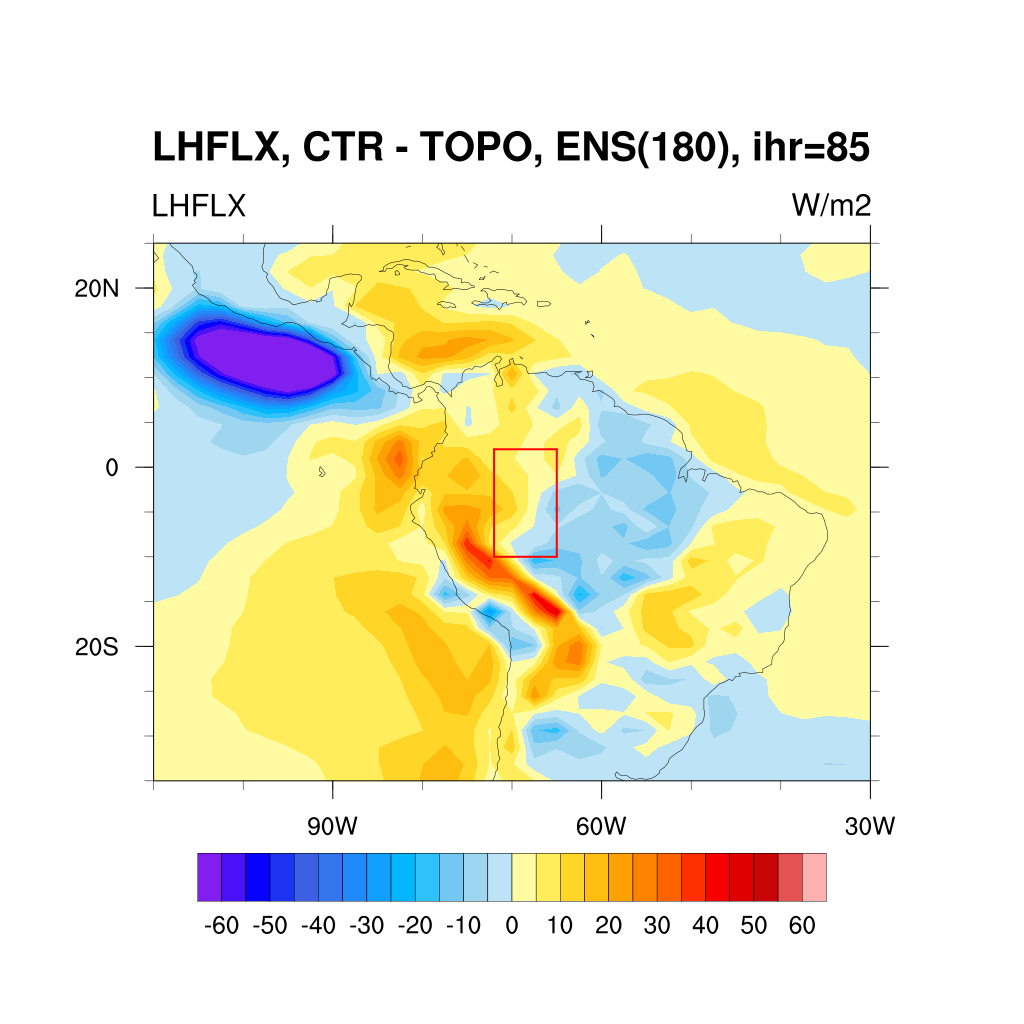 LHFLX, CTR - TOPO, ENS(180), ihr=85
LHFLX W/m2
20N
0
20S
90W 60W 30W
-60 -50 -40 -30 -20 -10 0 10 20 30 40 50 60